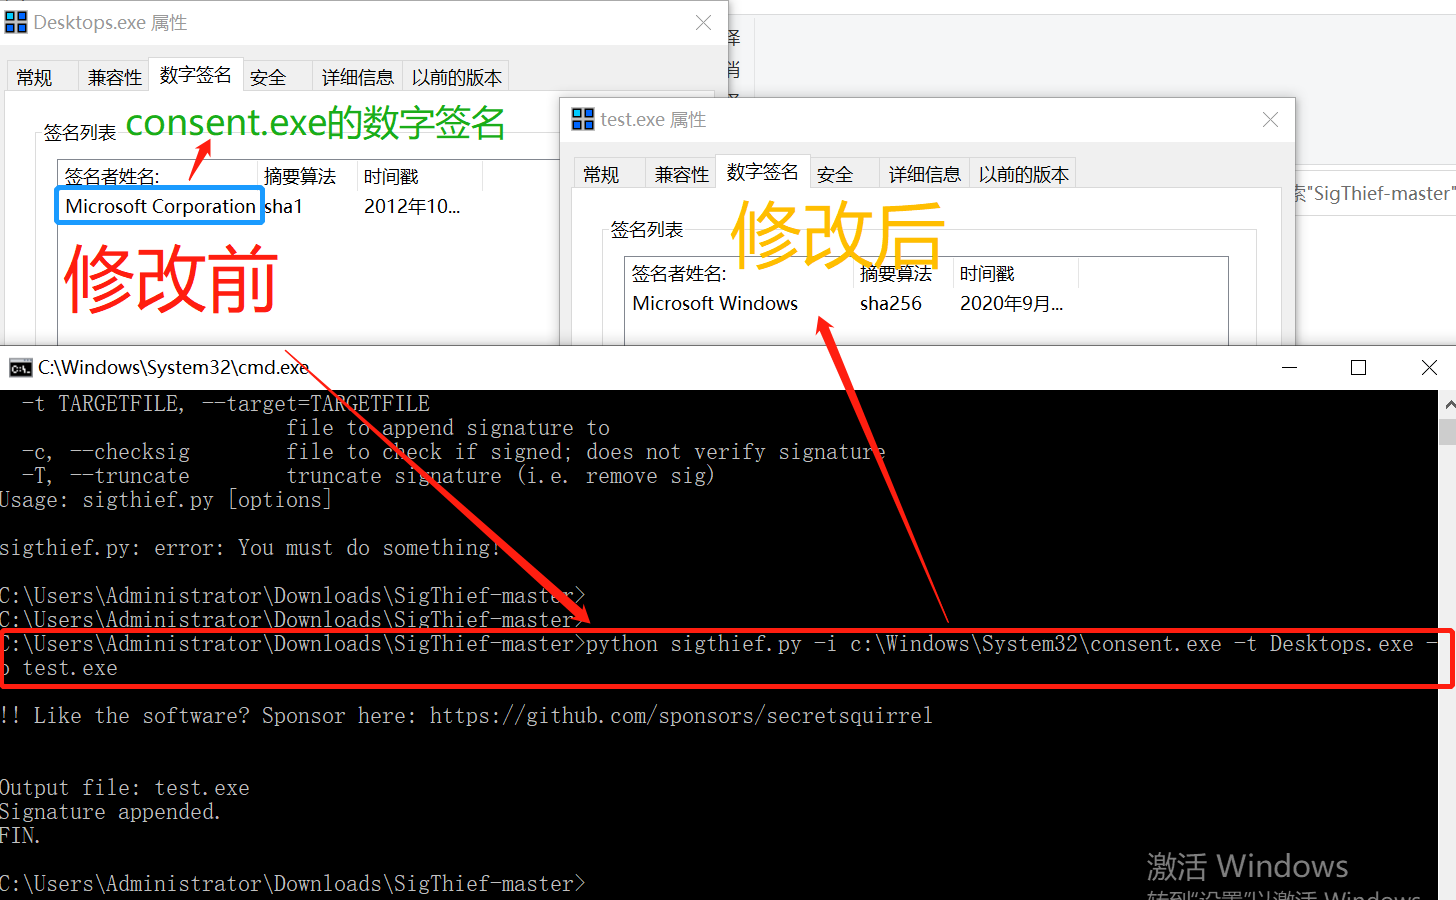 Desktops.exe 属性
常规 兼容性 数字签名 安全 详细信息 以前的版本
consent.exe的数字签名
签名列表
签名者姓名: 摘要算法 时间戳
Microsoft Corporation sha1 2012年10...
修改前
test.exe 属性
常规 兼容性 数字签名 安全 详细信息 以前的版本
修改后
签名列表
签名者姓名: 摘要算法 时间戳
Microsoft Windows sha256 2020年9月...
索"SigThief-master"
C:\Windows\System32\cmd.exe
-t TARGETFILE, --target=TARGETFILE
file to append signature to
-c, --checksig file to check if signed; does not verify signature
-T, --truncate truncate signature (i.e. remove sig)
Usage: sigthief.py [options]
sigthief.py: error: You must do something!
C:\Users\Administrator\Downloads\SigThief-master>
C:\Users\Administrator\Downloads\SigThief-master>
C:\Users\Administrator\Downloads\SigThief-master>python sigthief.py -i c:\Windows\System32\consent.exe -t Desktops.exe -
o test.exe
!! Like the software? Sponsor here: https://github.com/sponsors/secretsquirrel
Output file: test.exe
Signature appended.
FIN.
C:\Users\Administrator\Downloads\SigThief-master>
激活 Windows
转到"设置"以激活 Windows